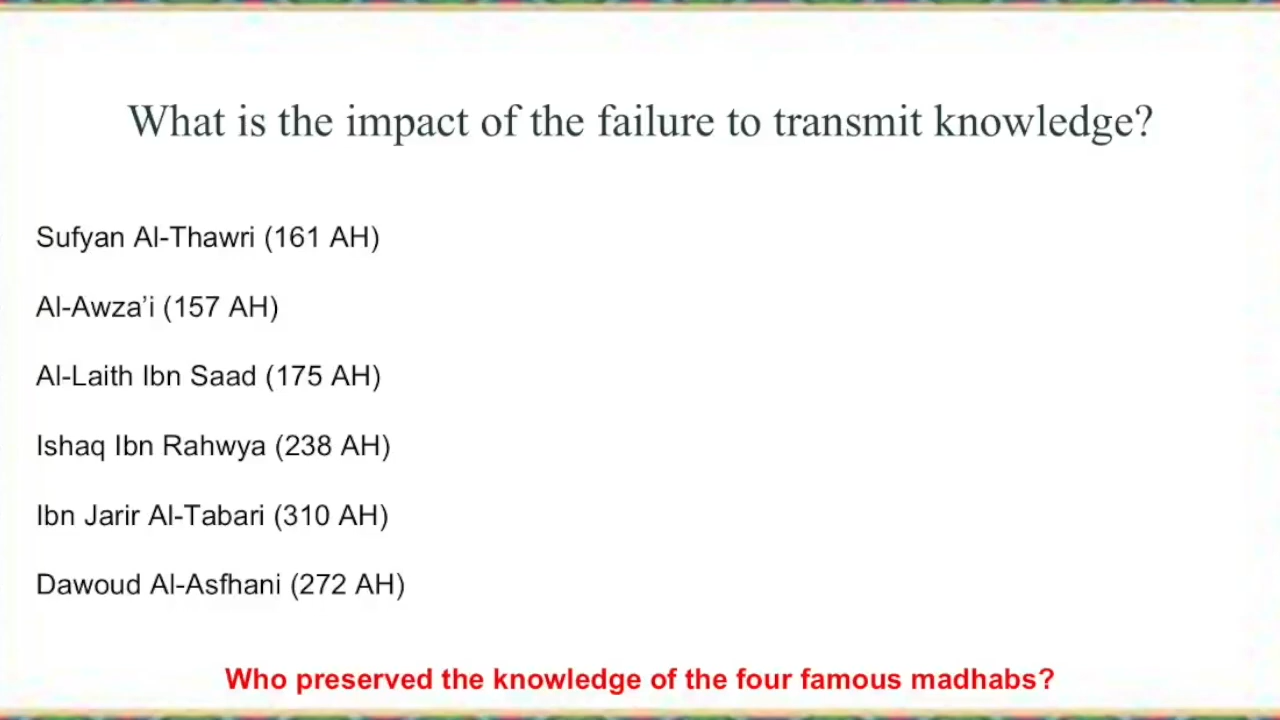 What is the impact of the failure to transmit knowledge?
Sufyan Al-Thawri (161 AH)
Al-Awza’i (157 AH)
Al-Laith Ibn Saad (175 AH)
Ishaq Ibn Rahwya (238 AH)
Ibn Jarir Al-Tabari (310 AH)
Dawoud Al-Asfhani (272 AH)
Who preserved the knowledge of the four famous madhabs?